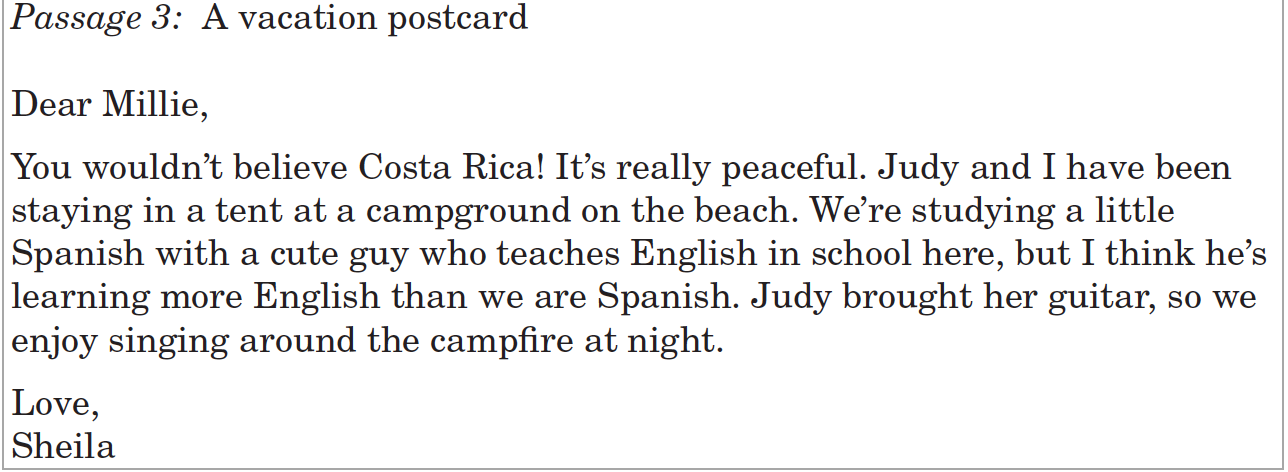 Passage 3: A vacation postcard
Dear Millie,
You wouldn’t believe Costa Rica! It’s really peaceful. Judy and I have been
staying in a tent at a campground on the beach. We’re studying a little
Spanish with a cute guy who teaches English in school here, but I think he’s
learning more English than we are Spanish. Judy brought her guitar, so we
enjoy singing around the campfire at night.
Love,
Sheila